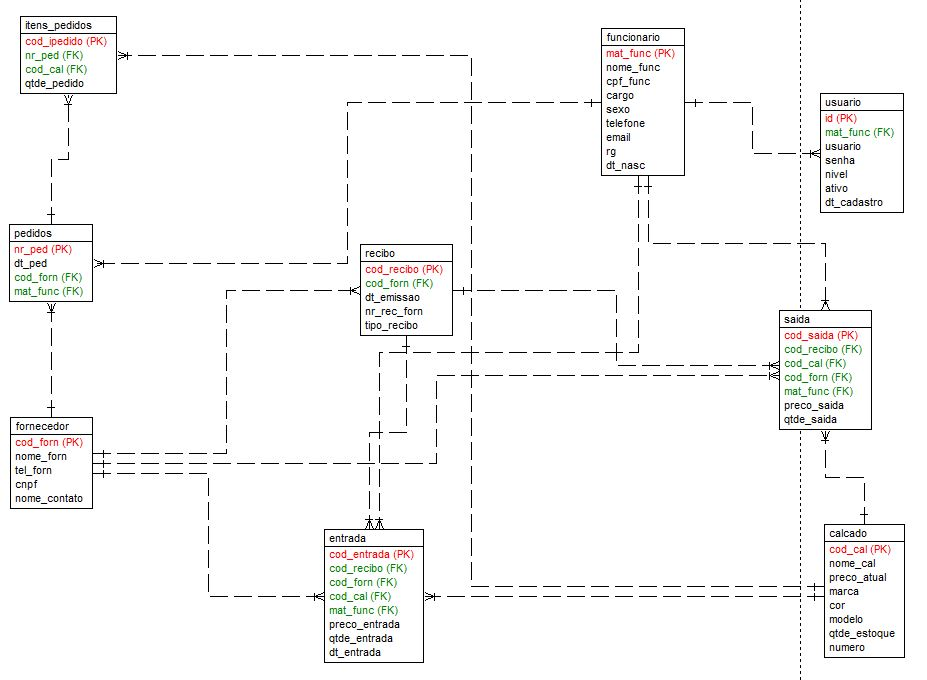 itens_pedidos
cod_ipedido (PK)
nr_ped (FK)
cod_cal (FK)
qtde_pedido
funcionario
mat_func (PK)
nome_func
cpf_func
cargo
sexo
telefone
email
rg
dt_nasc
usuario
id (PK)
mat_func (FK)
usuario
senha
nivel
ativo
dt_cadastro
pedidos
nr_ped (PK)
dt_ped
cod_forn (FK)
mat_func (FK)
recibo
cod_recibo (PK)
cod_forn (FK)
dt_emissao
nr_rec_forn
tipo_recibo
saida
cod_saida (PK)
cod_recibo (FK)
cod_cal (FK)
cod_forn (FK)
mat_func (FK)
preco_saida
qtde_saida
fornecedor
cod_forn (PK)
nome_forn
tel_forn
cnpf
nome_contato
entrada
cod_entrada (PK)
cod_recibo (FK)
cod_forn (FK)
cod_cal (FK)
mat_func (FK)
preco_entrada
qtde_entrada
dt_entrada
calcado
cod_cal (PK)
nome_cal
preco_atual
marca
cor
modelo
qtde_estoque
numero